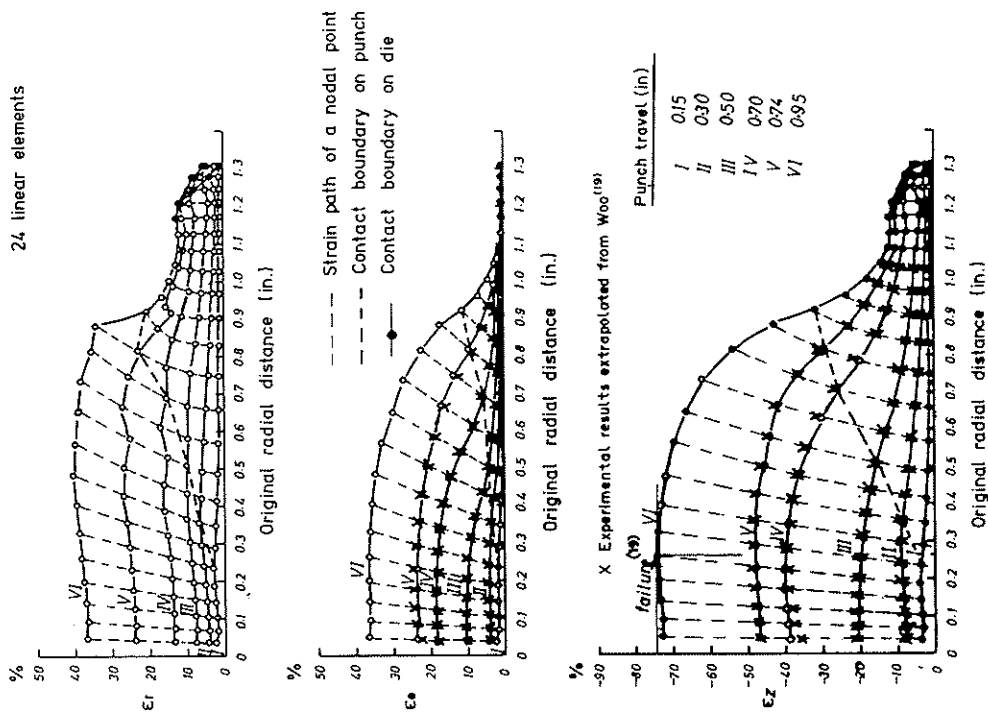 24 linear elements
%
50
40
30
20
10
0
εr
VI
V
IV
III
0 0.1 0.2 0.3 0.4 0.5 0.6 0.7 0.8 0.9 1.0 1.1 1.2 1.3
Original radial distance (in.)
Strain path of a nodal point
Contact boundary on punch
Contact boundary on die
%
50
40
30
20
10
0
εθ
VI
V
IV
III
II
0 0.1 0.2 0.3 0.4 0.5 0.6 0.7 0.8 0.9 1.0 1.1 1.2 1.3
Original radial distance (in.)
X Experimental results extrapolated from Woo(19)
Punch travel (in)
I 0.15
II 0.30
III 0.50
IV 0.70
V 0.74
VI 0.95
%
-90
-80
-70
-60
-50
-40
-30
-20
-10
0
εz
failure(19)
VI
V
IV
III
II
0 0.1 0.2 0.3 0.4 0.5 0.6 0.7 0.8 0.9 1.0 1.1 1.2 1.3
Original radial distance (in.)